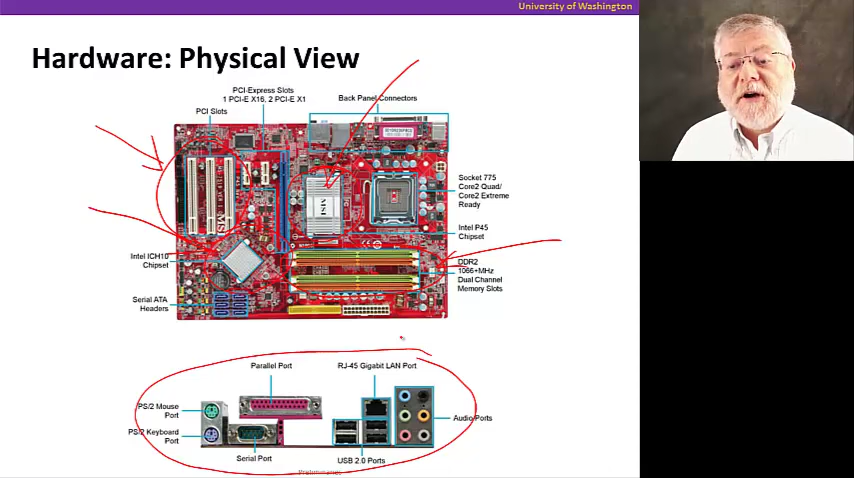 University of Washington
Hardware: Physical View
PCI-Express Slots
1 PCI-E X16, 2 PCI-E X1
Back Panel Connectors
PCI Slots
Socket 775
Core2 Quad/
Core2 Extreme
Ready
Intel P45
Chipset
MSI
MSI
Intel ICH10
Chipset
DDR2
1066+MHz
Dual Channel
Memory Slots
Serial ATA
Headers
Parallel Port
RJ-45 Gigabit LAN Port
PS/2 Mouse
Port
Audio Ports
PS/2 Keyboard
Port
Serial Port
USB 2.0 Ports